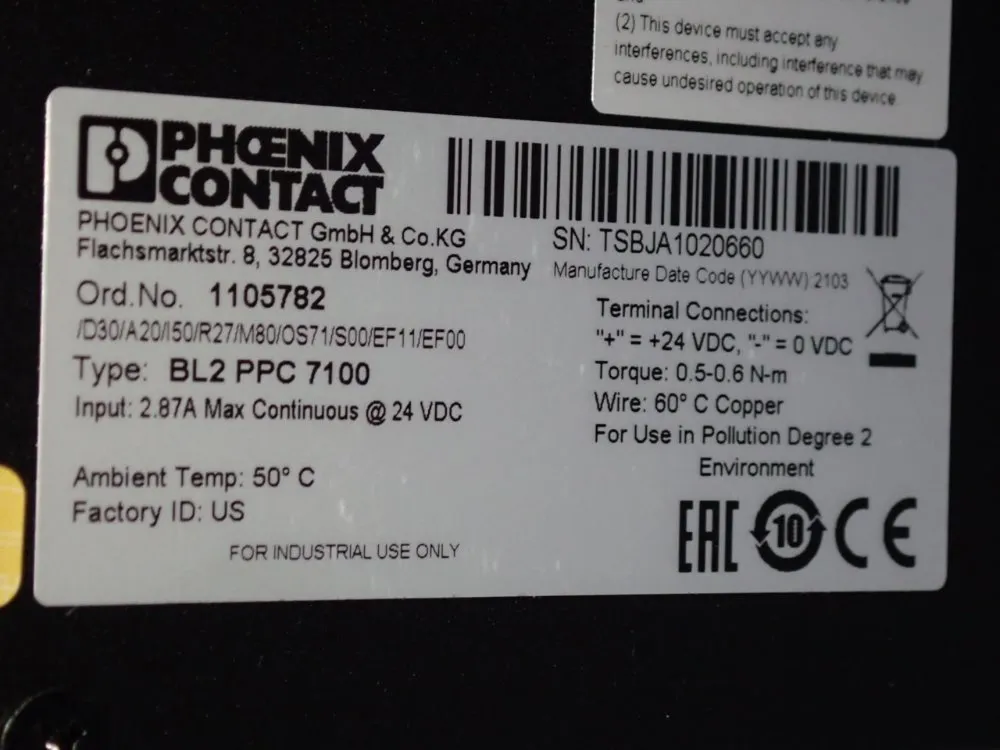 (2) This device must accept any
interferences, including interference that may
cause undesired operation of this device
PHŒNIX
CONTACT
PHOENIX CONTACT GmbH & Co.KG
Flachsmarktstr. 8, 32825 Blomberg, Germany
Ord.No. 1105782
/D30/A20/I50/R27/M80/OS71/S00/EF11/EF00
Type: BL2 PPC 7100
Input: 2.87A Max Continuous @ 24 VDC
Ambient Temp: 50° C
Factory ID: US
FOR INDUSTRIAL USE ONLY
SN: TSBJA1020660
Manufacture Date Code (YYWW) 2103
Terminal Connections:
"+" = +24 VDC, "-" = 0 VDC
Torque: 0.5-0.6 N-m
Wire: 60° C Copper
For Use in Pollution Degree 2
Environment
EAC 10 CE